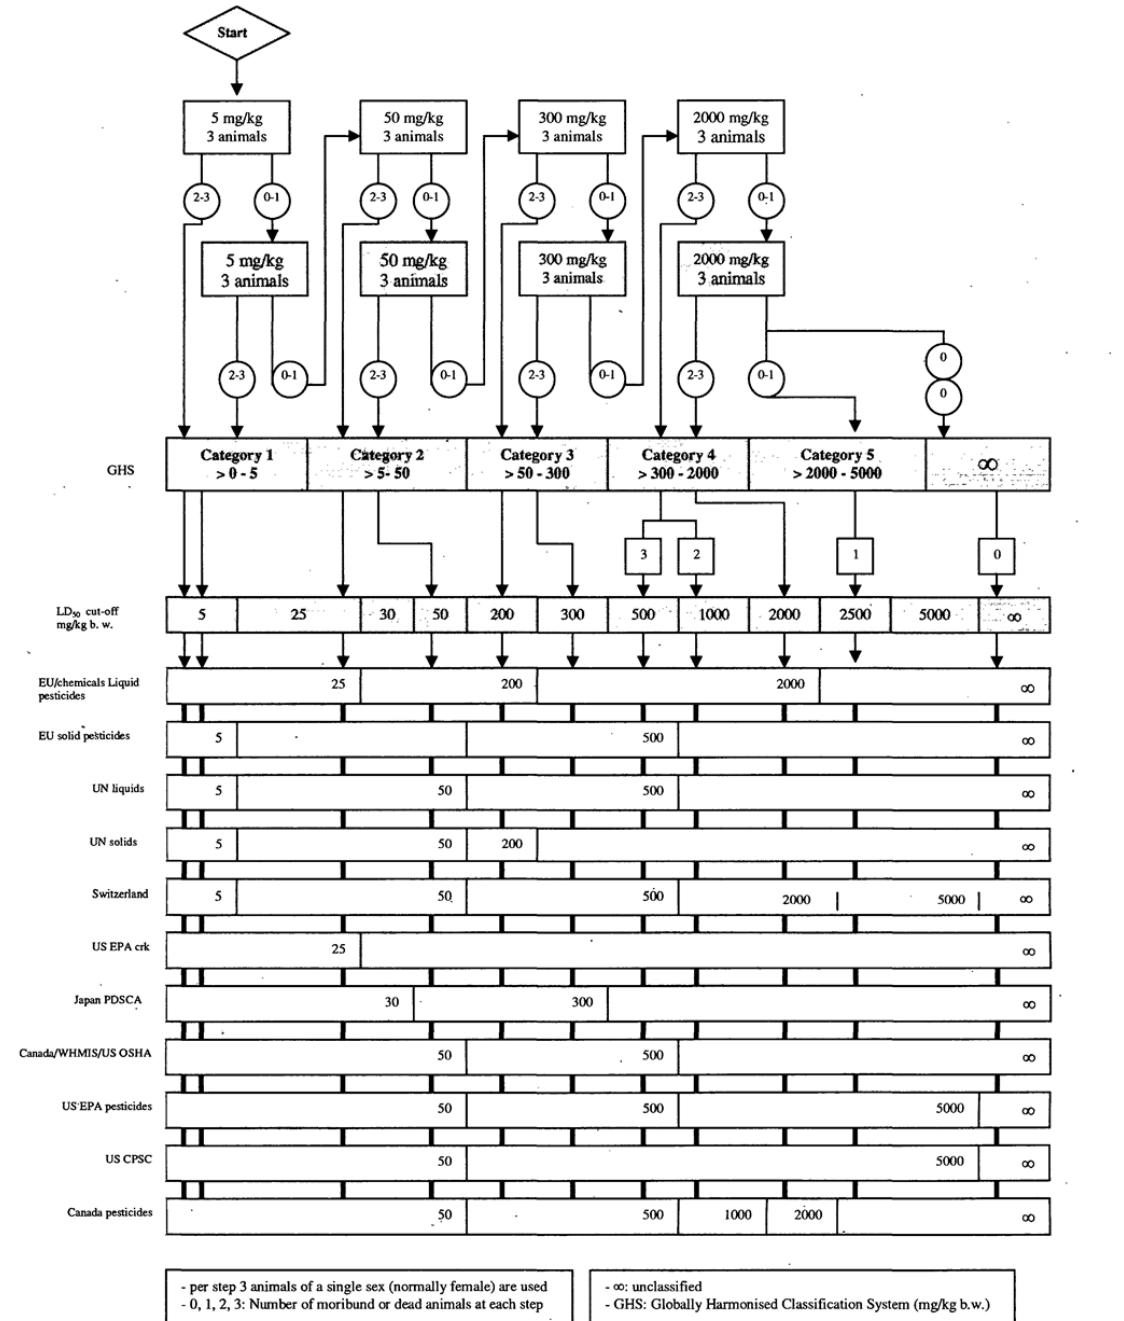 Start
5 mg/kg
3 animals
50 mg/kg
3 animals
300 mg/kg
3 animals
2000 mg/kg
3 animals
2-3 0-1 2-3 0-1 2-3 0-1 2-3 0-1
5 mg/kg
3 animals
50 mg/kg
3 animals
300 mg/kg
3 animals
2000 mg/kg
3 animals
0
2-3 0-1 2-3 0-1 2-3 0-1 2-3 0-1
0
GHS
Category 1
> 0 - 5
Category 2
> 5- 50
Category 3
> 50 - 300
Category 4
> 300 - 2000
Category 5
> 2000 - 5000
∞
3 2 1 0
LD50 cut-off
mg/kg b. w.
5 25 30 50 200 300 500 1000 2000 2500 5000 ∞
EU/chemicals Liquid
pesticides
25 200 2000 ∞
EU solid pesticides 5 500 ∞
UN liquids 5 50 500 ∞
UN solids 5 50 200 ∞
Switzerland 5 50 500 2000 5000 ∞
US EPA crk 25 ∞
Japan PDSCA 30 300 ∞
Canada/WHMIS/US OSHA 50 500 ∞
US EPA pesticides 50 500 5000 ∞
US CPSC 50 5000 ∞
Canada pesticides 50 500 1000 2000 ∞
- per step 3 animals of a single sex (normally female) are used
- 0, 1, 2, 3: Number of moribund or dead animals at each step
- ∞: unclassified
- GHS: Globally Harmonised Classification System (mg/kg b.w.)